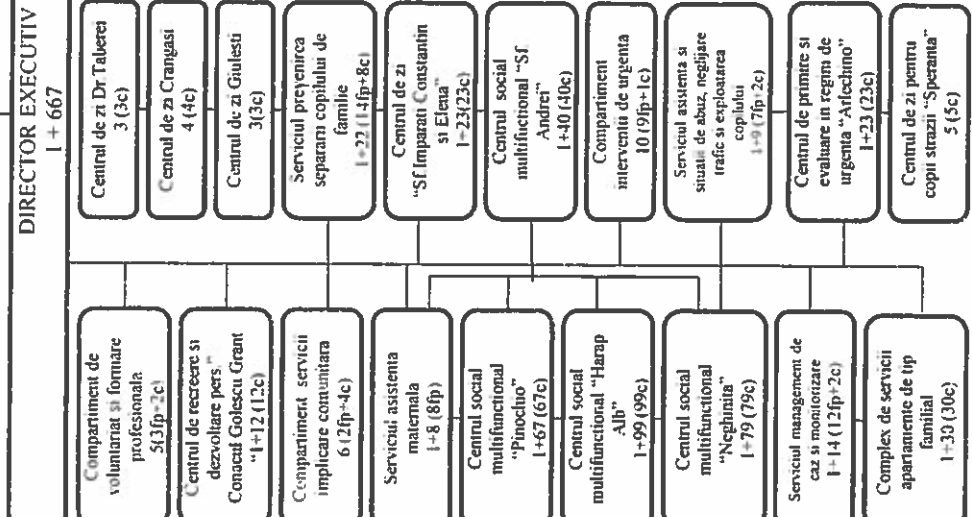 DIRECTOR EXECUTIV
1 + 667
Centrul de zi Dr.Taberei
3 (3c)
Centrul de zi Crangasi
4 (4c)
Centrul de zi Giulesti
3(3c)
Serviciul prevenirea
separarii copilului de
familie
1+22 (14fp+8c)
Centrul de zi
"Sf.Imparati Constantin
si Elena"
1+23(23c)
Centrul social
multifuctional "Sf.
Andrei"
1+40 (40c)
Compartiment
interventii de urgenta
10 (9fp+1c)
Serviciul asistenta si
situatii de abuz, neglijare
trafic si exploatarea
copilului
1+9 (7fp+2c)
Centrul de primire si
evaluare in regim de
urgenta "Arlechino"
1+23 (23c)
Centrul de zi pentru
copii strazii "Speranta"
5 (5c)
Compartiment de
voluntariat si formare
profesionala
5(3fp+2c)
Centrul de recreere si
dezvoltare pers.
Conacul Golescu Grant
"1+12 (12c)
Compartiment servicii
implicare comunitara
6 (2fp+4c)
Serviciul asistenta
maternala
1+8 (8fp)
Centrul social
multifunctional
"Pinocluo"
1+67 (67c)
Centrul social
multifunctional "Harap
Alb"
1+99 (99c)
Centrul social
multifunctional
"Neghinita"
1+79 (79c)
Serviciul management de
caz si monitorizare
1+14 (12fp+2c)
Complex de servicii
apartamente de tip
familial
1+30 (30c)